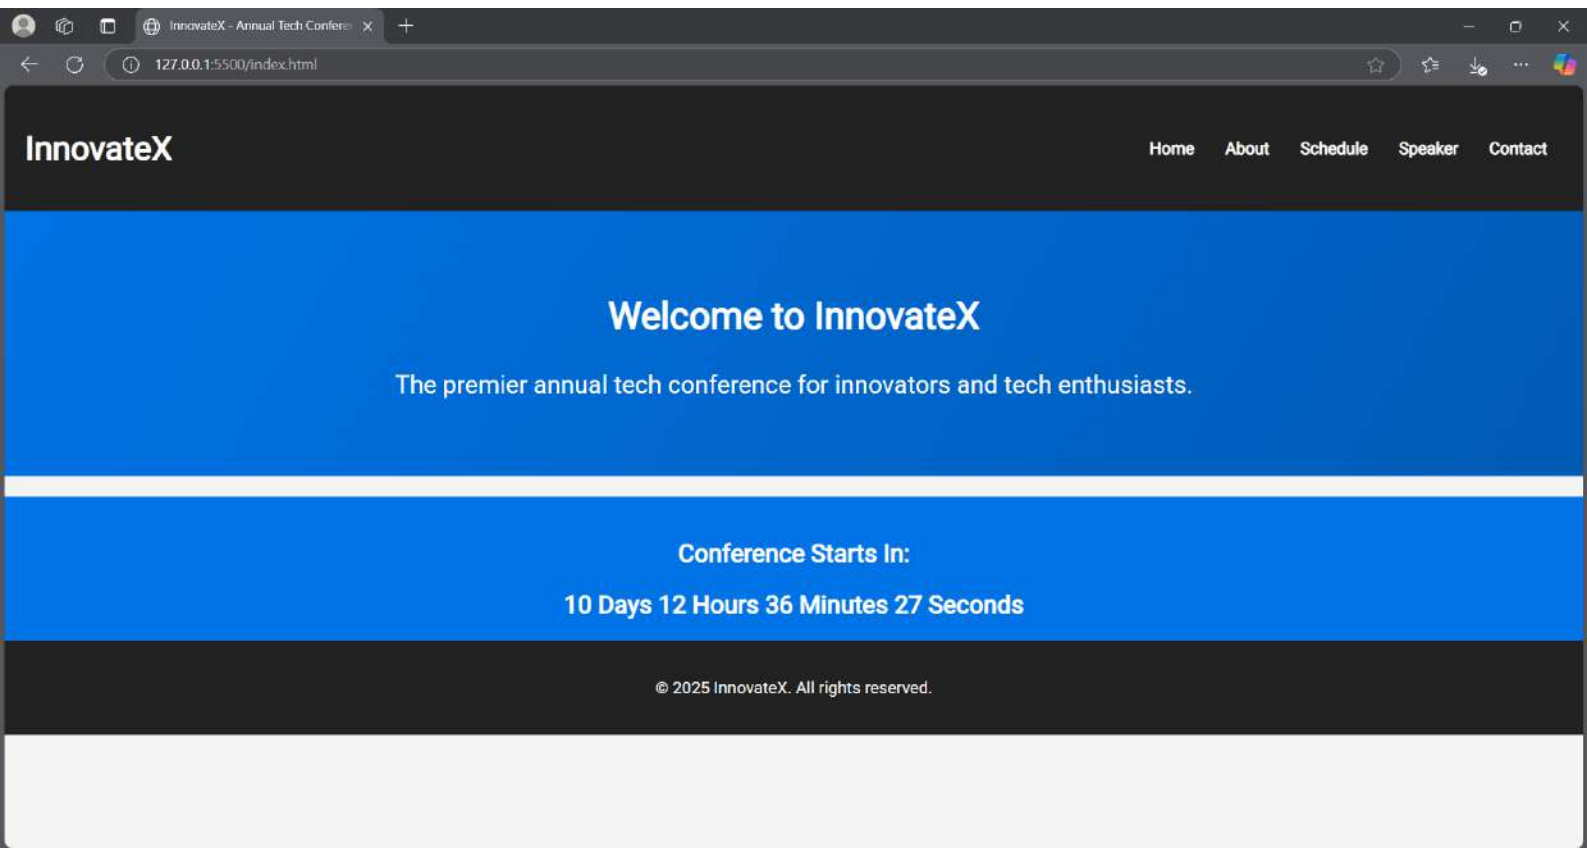 InnovateX - Annual Tech Confere
127.0.0.1:5500/index.html
InnovateX
Home About Schedule Speaker Contact
Welcome to InnovateX
The premier annual tech conference for innovators and tech enthusiasts.
Conference Starts In:
10 Days 12 Hours 36 Minutes 27 Seconds
© 2025 InnovateX. All rights reserved.